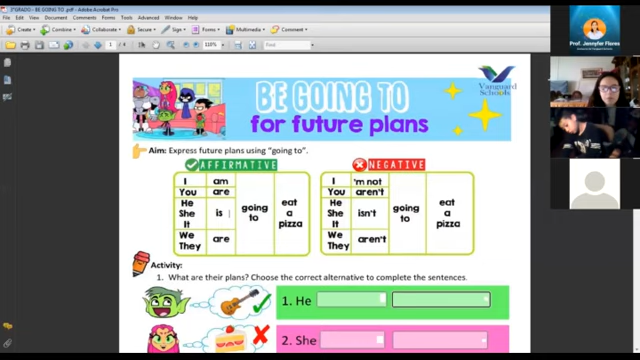 3°GRADO - BE GOING TO .pdf - Adobe Acrobat Pro
File Edit View Document Comments Forms Tools Advanced Window Help
Create Combine Collaborate Secure Sign Forms Multimedia Comment
1 / 4 110% Find
BE GOING TO
for future plans
Vanguard
Schools
Aim: Express future plans using "going to".
AFFIRMATIVE
I am
You are
He
She is
It
We
They are
going
to
eat
a
pizza
NEGATIVE
I 'm not
You aren't
He
She isn't
It
We
They aren't
going
to
eat
a
pizza
Activity:
1. What are their plans? Choose the correct alternative to complete the sentences.
1. He
2. She
Prof. Jennyfer Flores